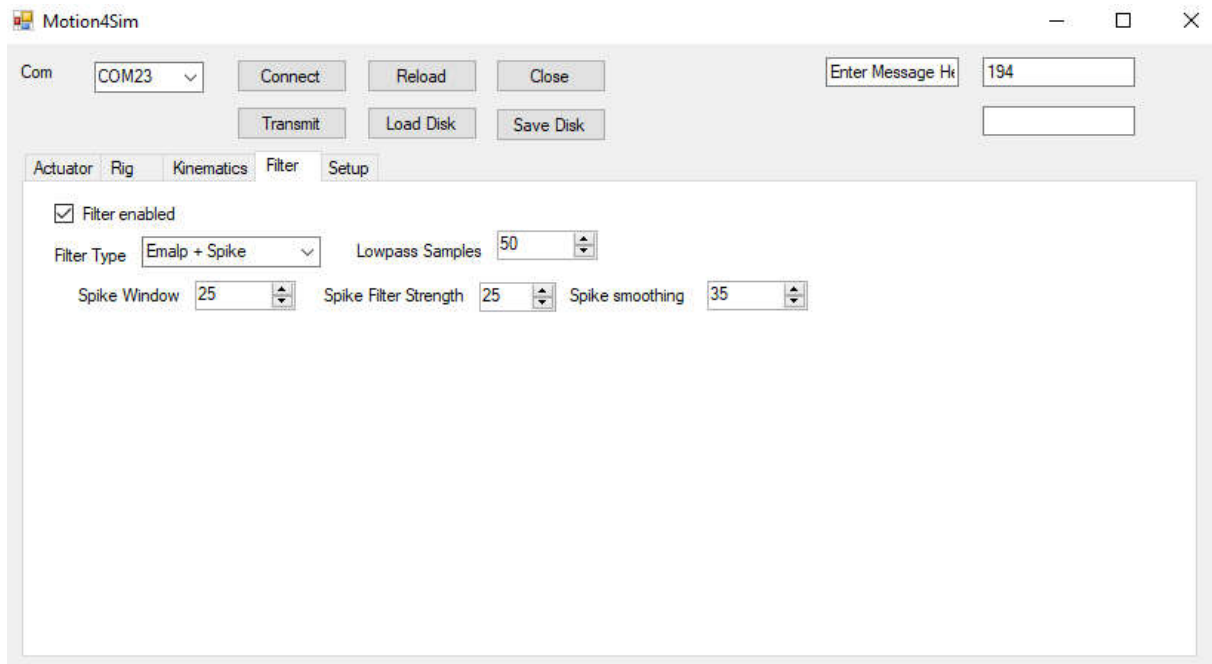 Motion4Sim
Com COM23 Connect Reload Close Enter Message He 194
Transmit Load Disk Save Disk
Actuator Rig Kinematics Filter Setup
Filter enabled
Filter Type Emalp + Spike Lowpass Samples 50
Spike Window 25 Spike Filter Strength 25 Spike smoothing 35